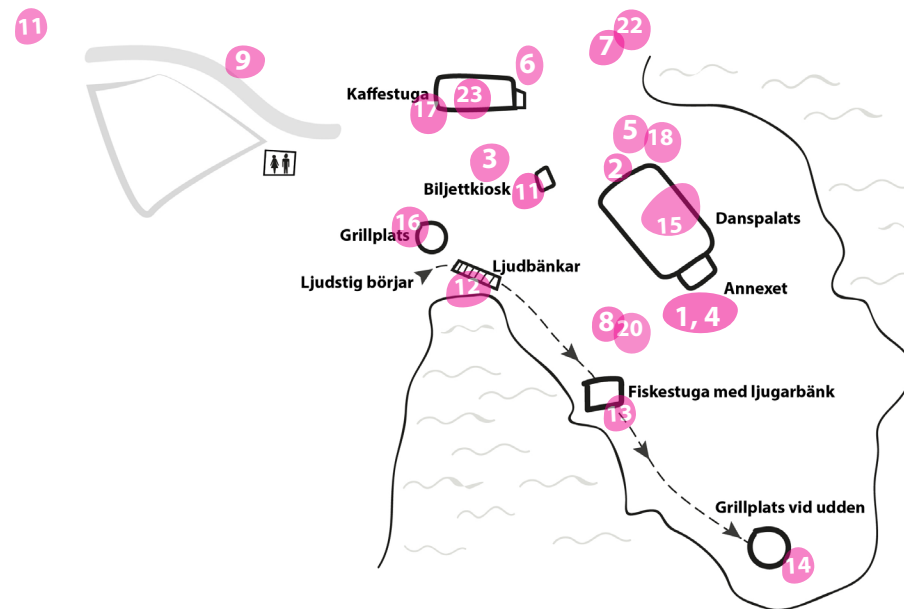 11
22
7
9
6
Kaffestuga
23
17
5
18
3
2
Biljettkiosk
11
15
Danspalats
16
Grillplats
Ljudbänkar
Ljudstig börjar
12
Annexet
1, 4
8
20
Fiskestuga med ljugarbänk
13
Grillplats vid udden
14